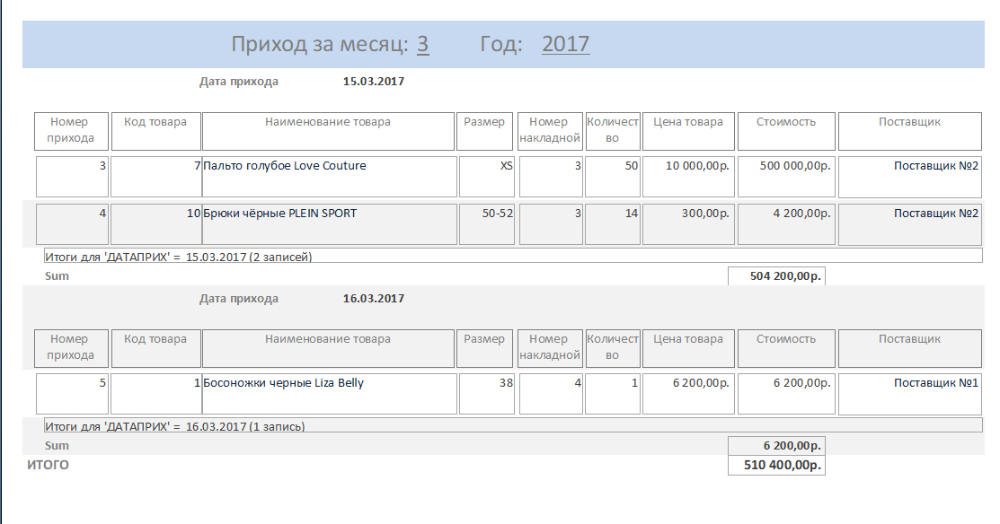 Приход за месяц: 3 Год: 2017
Дата прихода 15.03.2017
Номер прихода Код товара Наименование товара Размер Номер накладной Количест во Цена товара Стоимость Поставщик
3 7 Пальто голубое Love Couture XS 3 50 10 000,00р. 500 000,00р. Поставщик №2
4 10 Брюки чёрные PLEIN SPORT 50-52 3 14 300,00р. 4 200,00р. Поставщик №2
Итоги для 'ДАТАПРИХ' = 15.03.2017 (2 записей)
Sum 504 200,00р.
Дата прихода 16.03.2017
Номер прихода Код товара Наименование товара Размер Номер накладной Количест во Цена товара Стоимость Поставщик
5 1 Босоножки черные Liza Belly 38 4 1 6 200,00р. 6 200,00р. Поставщик №1
Итоги для 'ДАТАПРИХ' = 16.03.2017 (1 запись)
Sum 6 200,00р.
ИТОГО 510 400,00р.